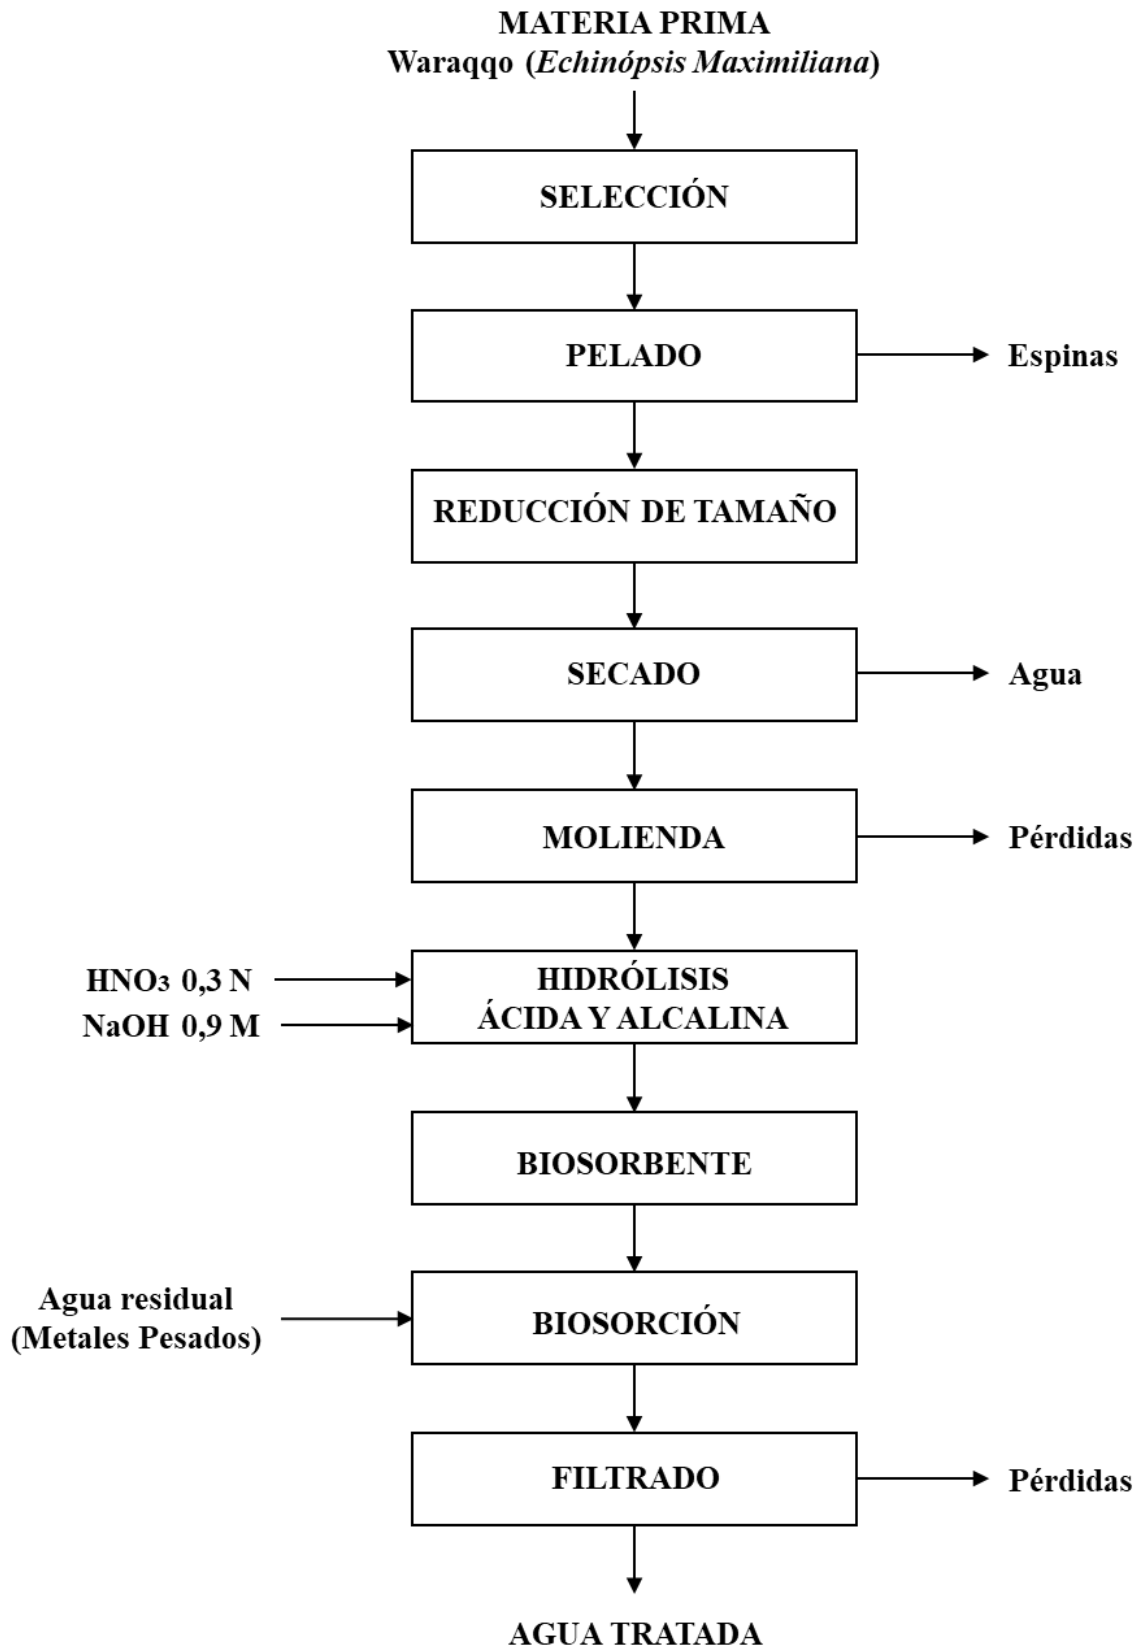 MATERIA PRIMA
Waraqqo (Echinópsis Maximiliana)
SELECCIÓN
PELADO
Espinas
REDUCCIÓN DE TAMAÑO
SECADO
Agua
MOLIENDA
Pérdidas
HNO₃ 0,3 N
NaOH 0,9 M
HIDRÓLISIS
ÁCIDA Y ALCALINA
BIOSORBENTE
Agua residual
(Metales Pesados)
BIOSORCIÓN
FILTRADO
Pérdidas
AGUA TRATADA